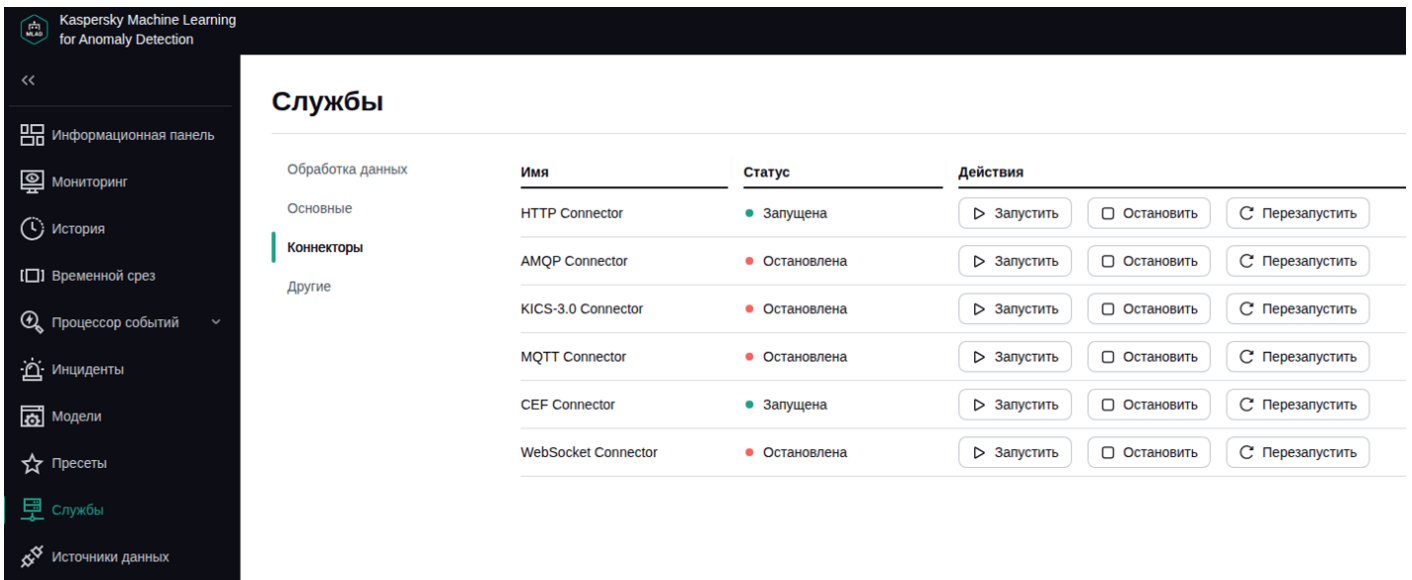 Kaspersky Machine Learning
for Anomaly Detection
MLAD
Информационная панель
Мониторинг
История
Временной срез
Процессор событий
Инциденты
Модели
Пресеты
Службы
Источники данных
Службы
Обработка данных
Основные
Коннекторы
Другие
Имя Статус Действия
HTTP Connector Запущена Запустить Остановить Перезапустить
AMQP Connector Остановлена Запустить Остановить Перезапустить
KICS-3.0 Connector Остановлена Запустить Остановить Перезапустить
MQTT Connector Остановлена Запустить Остановить Перезапустить
CEF Connector Запущена Запустить Остановить Перезапустить
WebSocket Connector Остановлена Запустить Остановить Перезапустить